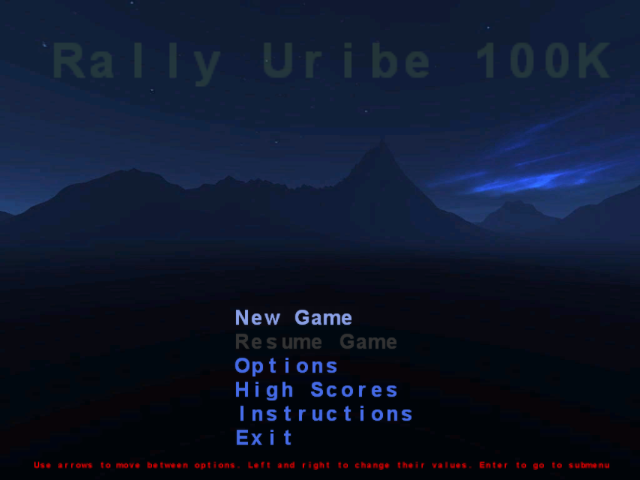 Rally Uribe 100K
New Game
Resume Game
Options
High Scores
Instructions
Exit
Use arrows to move between options. Left and right to change their values. Enter to go to submenu